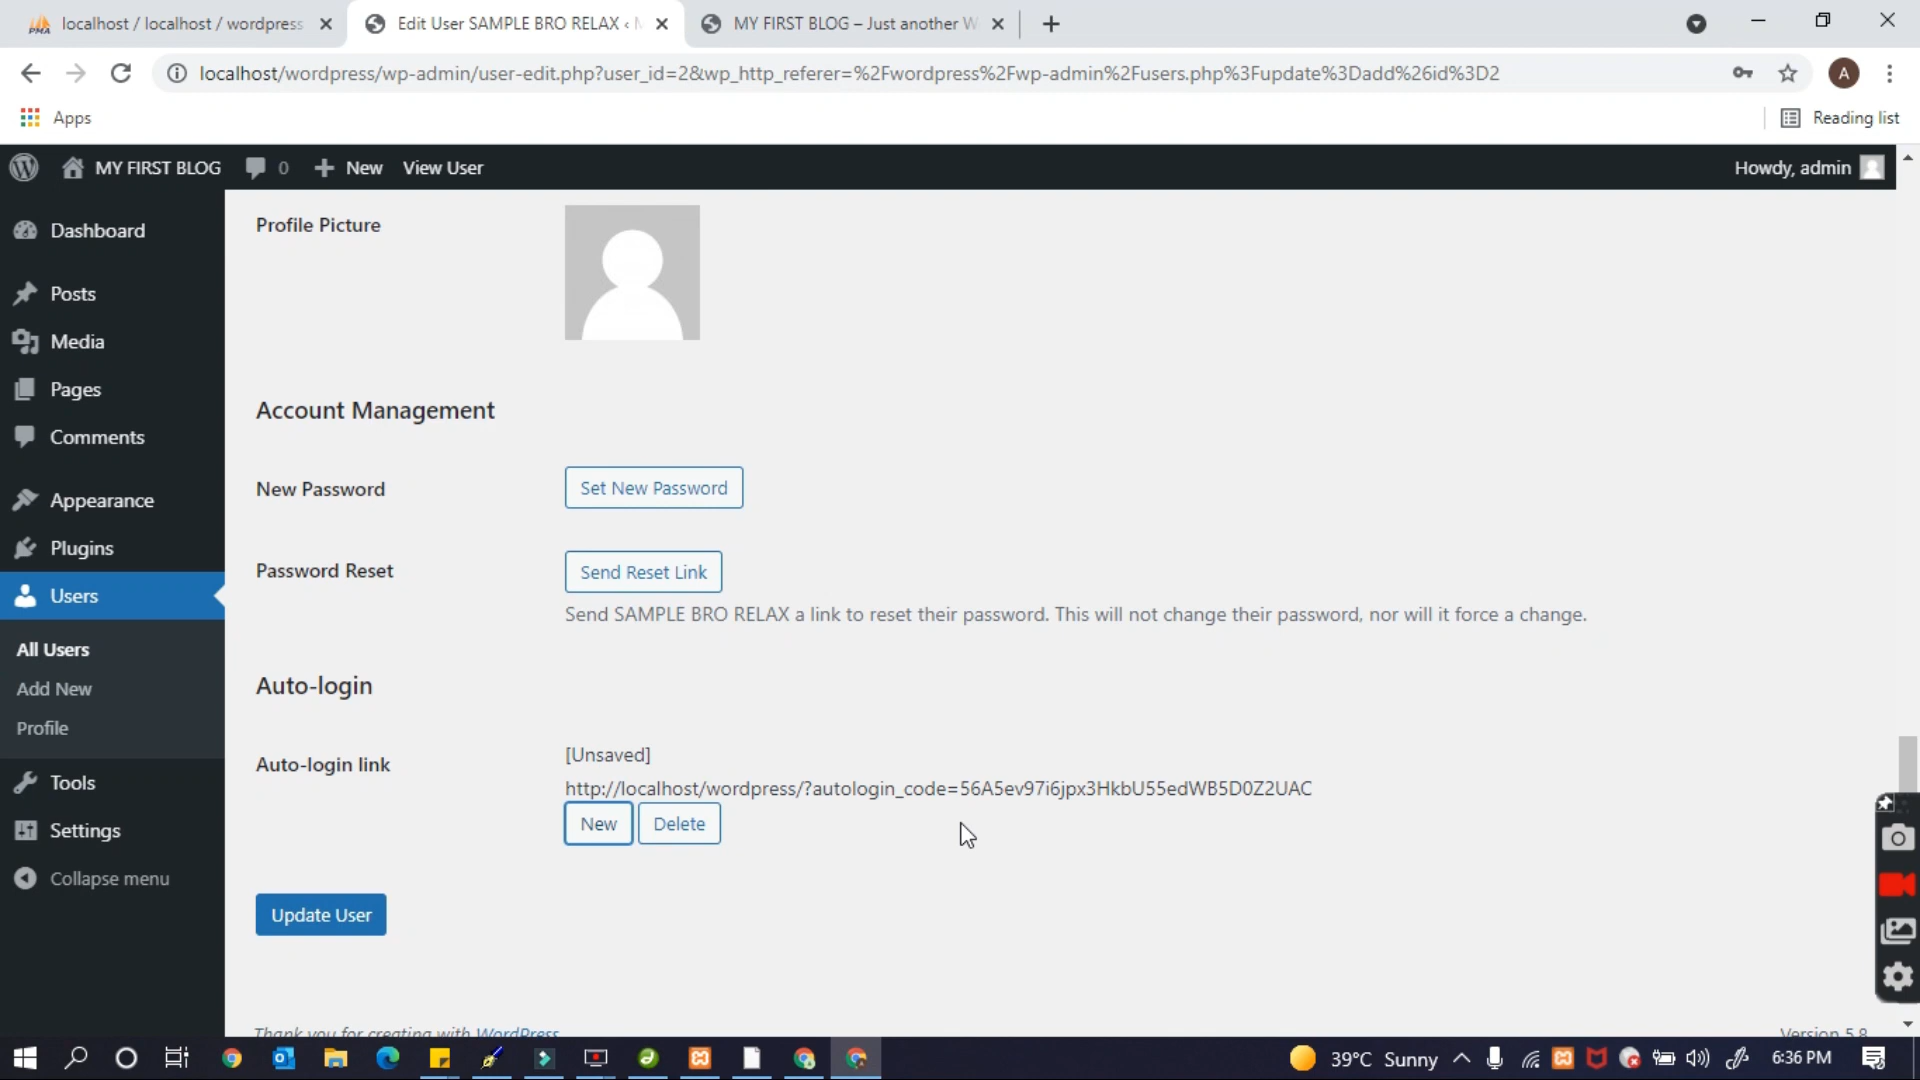 localhost / localhost / wordpress
Edit User SAMPLE BRO RELAX ‹ M
MY FIRST BLOG – Just another W
localhost/wordpress/wp-admin/user-edit.php?user_id=2&wp_http_referer=%2Fwordpress%2Fwp-admin%2Fusers.php%3Fupdate%3Dadd%26id%3D2
A
Apps
Reading list
MY FIRST BLOG
0
New
View User
Howdy, admin
Dashboard
Posts
Media
Pages
Comments
Appearance
Plugins
Users
All Users
Add New
Profile
Tools
Settings
Collapse menu
Profile Picture
Account Management
New Password
Set New Password
Password Reset
Send Reset Link
Send SAMPLE BRO RELAX a link to reset their password. This will not change their password, nor will it force a change.
Auto-login
Auto-login link
[Unsaved]
http://localhost/wordpress/?autologin_code=56A5ev97i6jpx3HkbU55edWB5D0Z2UAC
New
Delete
Update User
Thank you for creating with WordPress
Version 5.8
39°C Sunny
6:36 PM